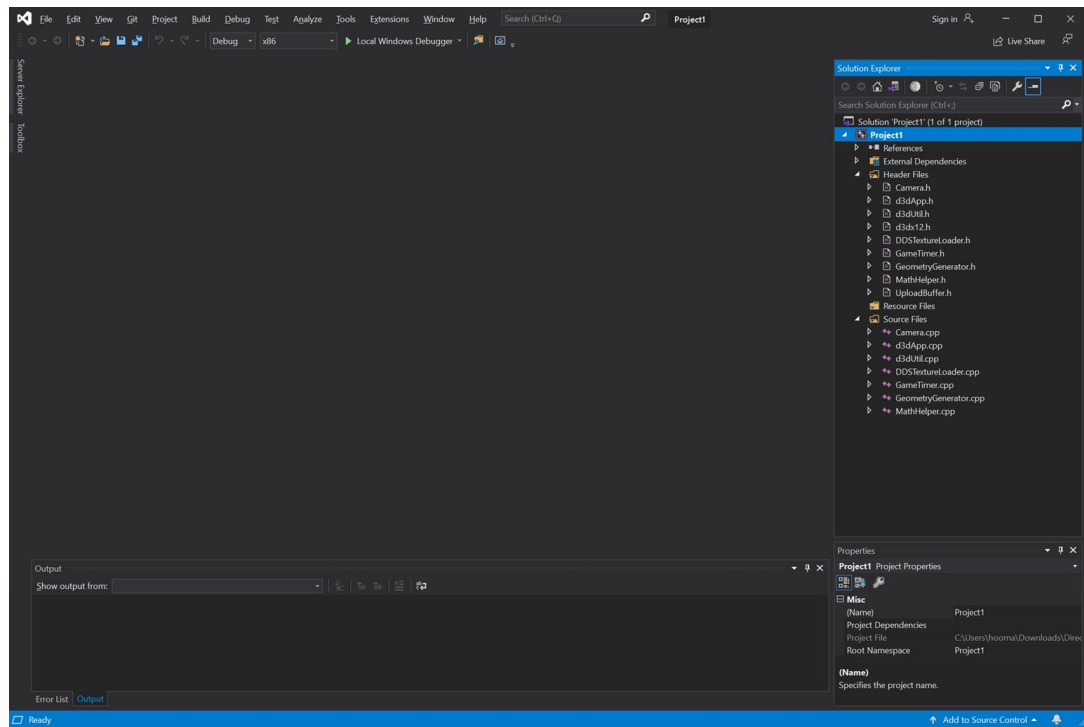 File Edit View Git Project Build Debug Test Analyze Tools Extensions Window Help Search (Ctrl+Q) Project1 Sign in
Debug x86 Local Windows Debugger Live Share
Server Explorer
Toolbox
Solution Explorer
Search Solution Explorer (Ctrl+;)
Solution 'Project1' (1 of 1 project)
Project1
References
External Dependencies
Header Files
Camera.h
d3dApp.h
d3dUtil.h
d3dx12.h
DDSTextureLoader.h
GameTimer.h
GeometryGenerator.h
MathHelper.h
UploadBuffer.h
Resource Files
Source Files
Camera.cpp
d3dApp.cpp
d3dUtil.cpp
DDSTextureLoader.cpp
GameTimer.cpp
GeometryGenerator.cpp
MathHelper.cpp
Output
Show output from:
Error List Output
Properties
Project1 Project Properties
Misc
(Name) Project1
Project Dependencies
Project File C:\Users\hooma\Downloads\Direc
Root Namespace Project1
(Name)
Specifies the project name.
Ready Add to Source Control